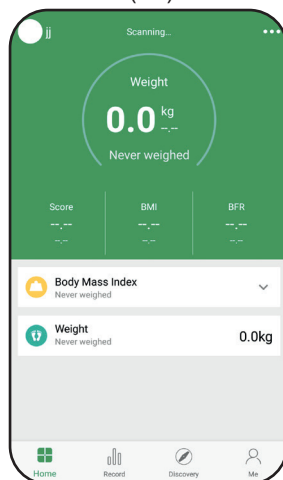 jj
Scanning...
Weight
0.0 kg
--.--
Never weighed
Score BMI BFR
--.-- --.-- --.--
--.-- --.-- --.--
Body Mass Index
Never weighed
Weight
Never weighed
0.0kg
Home Record Discovery Me